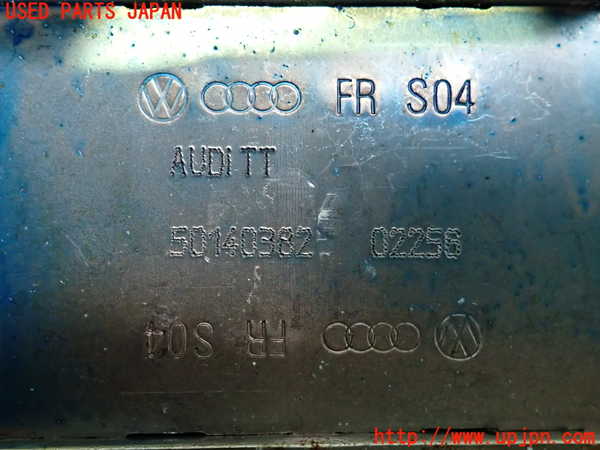 USED PARTS JAPAN
FR S04
AUDI TT
50140382 02256
FR S04
http://www.upjpn.com/